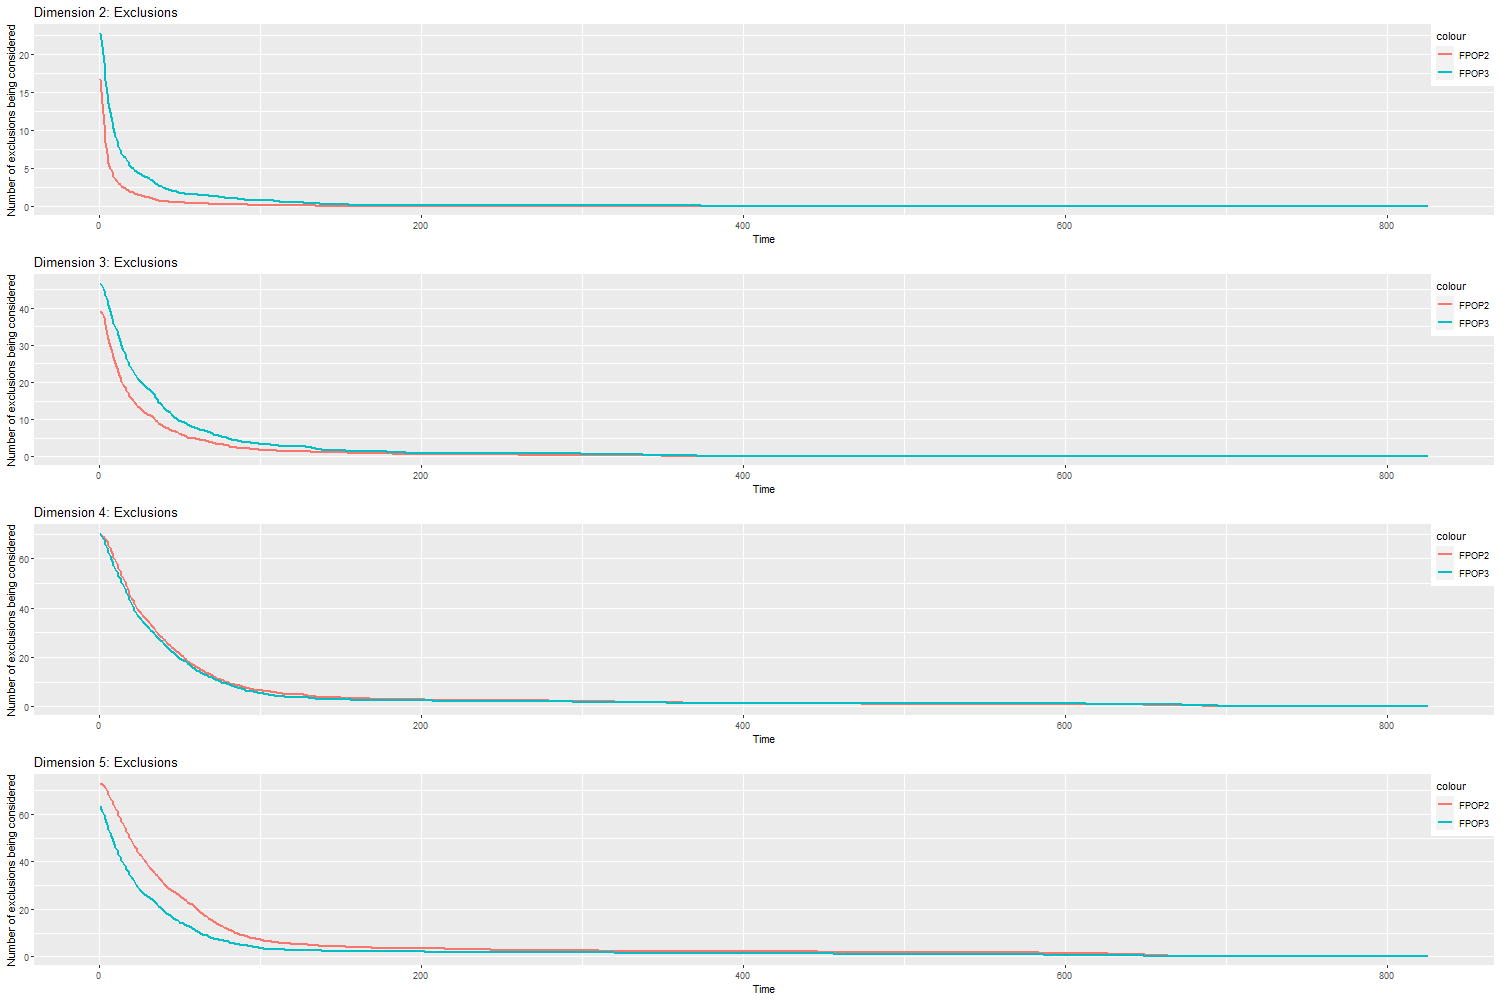 Dimension 2: Exclusions
Number of exclusions being considered
20
15
10
5
0
0 200 400 600 800
Time
colour
FPOP2
FPOP3
Dimension 3: Exclusions
Number of exclusions being considered
40
30
20
10
0
0 200 400 600 800
Time
colour
FPOP2
FPOP3
Dimension 4: Exclusions
Number of exclusions being considered
60
40
20
0
0 200 400 600 800
Time
colour
FPOP2
FPOP3
Dimension 5: Exclusions
Number of exclusions being considered
60
40
20
0
0 200 400 600 800
Time
colour
FPOP2
FPOP3